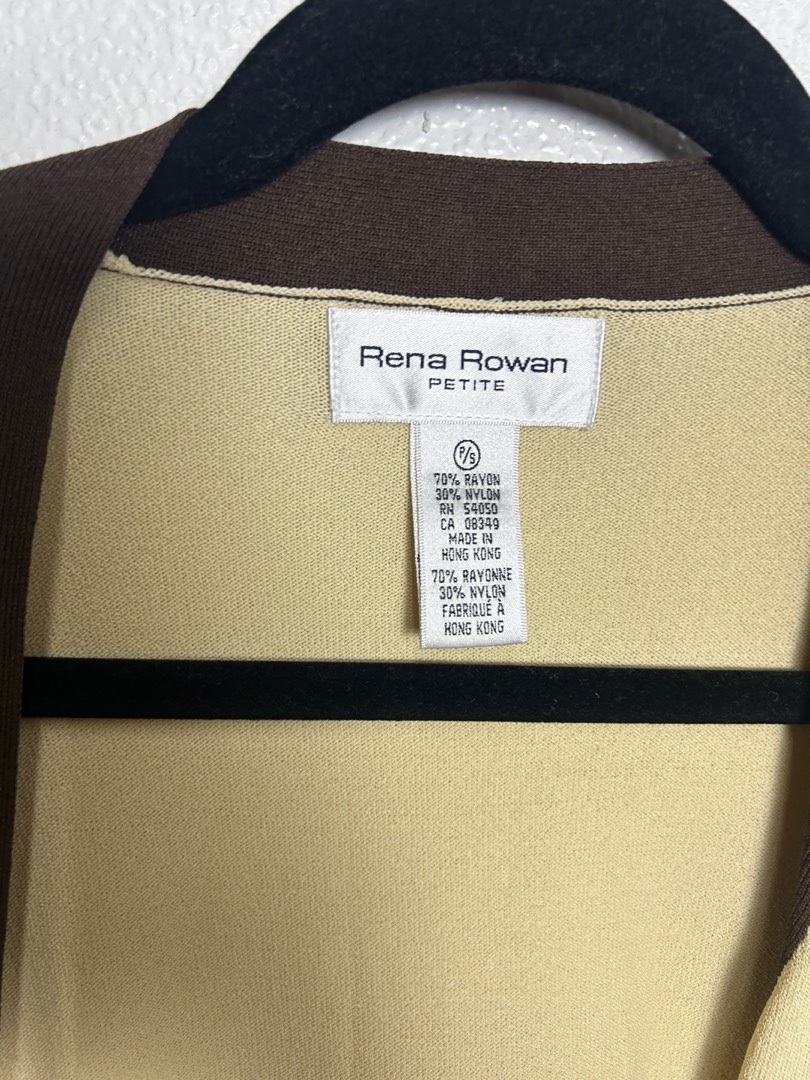 Rena Rowan
PETITE
P/S
70% RAYON
30% NYLON
RN 54050
CA 08349
MADE IN
HONG KONG
70% RAYONNE
30% NYLON
FABRIQUÉ À
HONG KONG